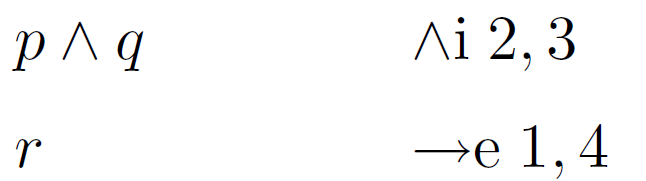 p ∧ q ∧i 2, 3
r →e 1, 4